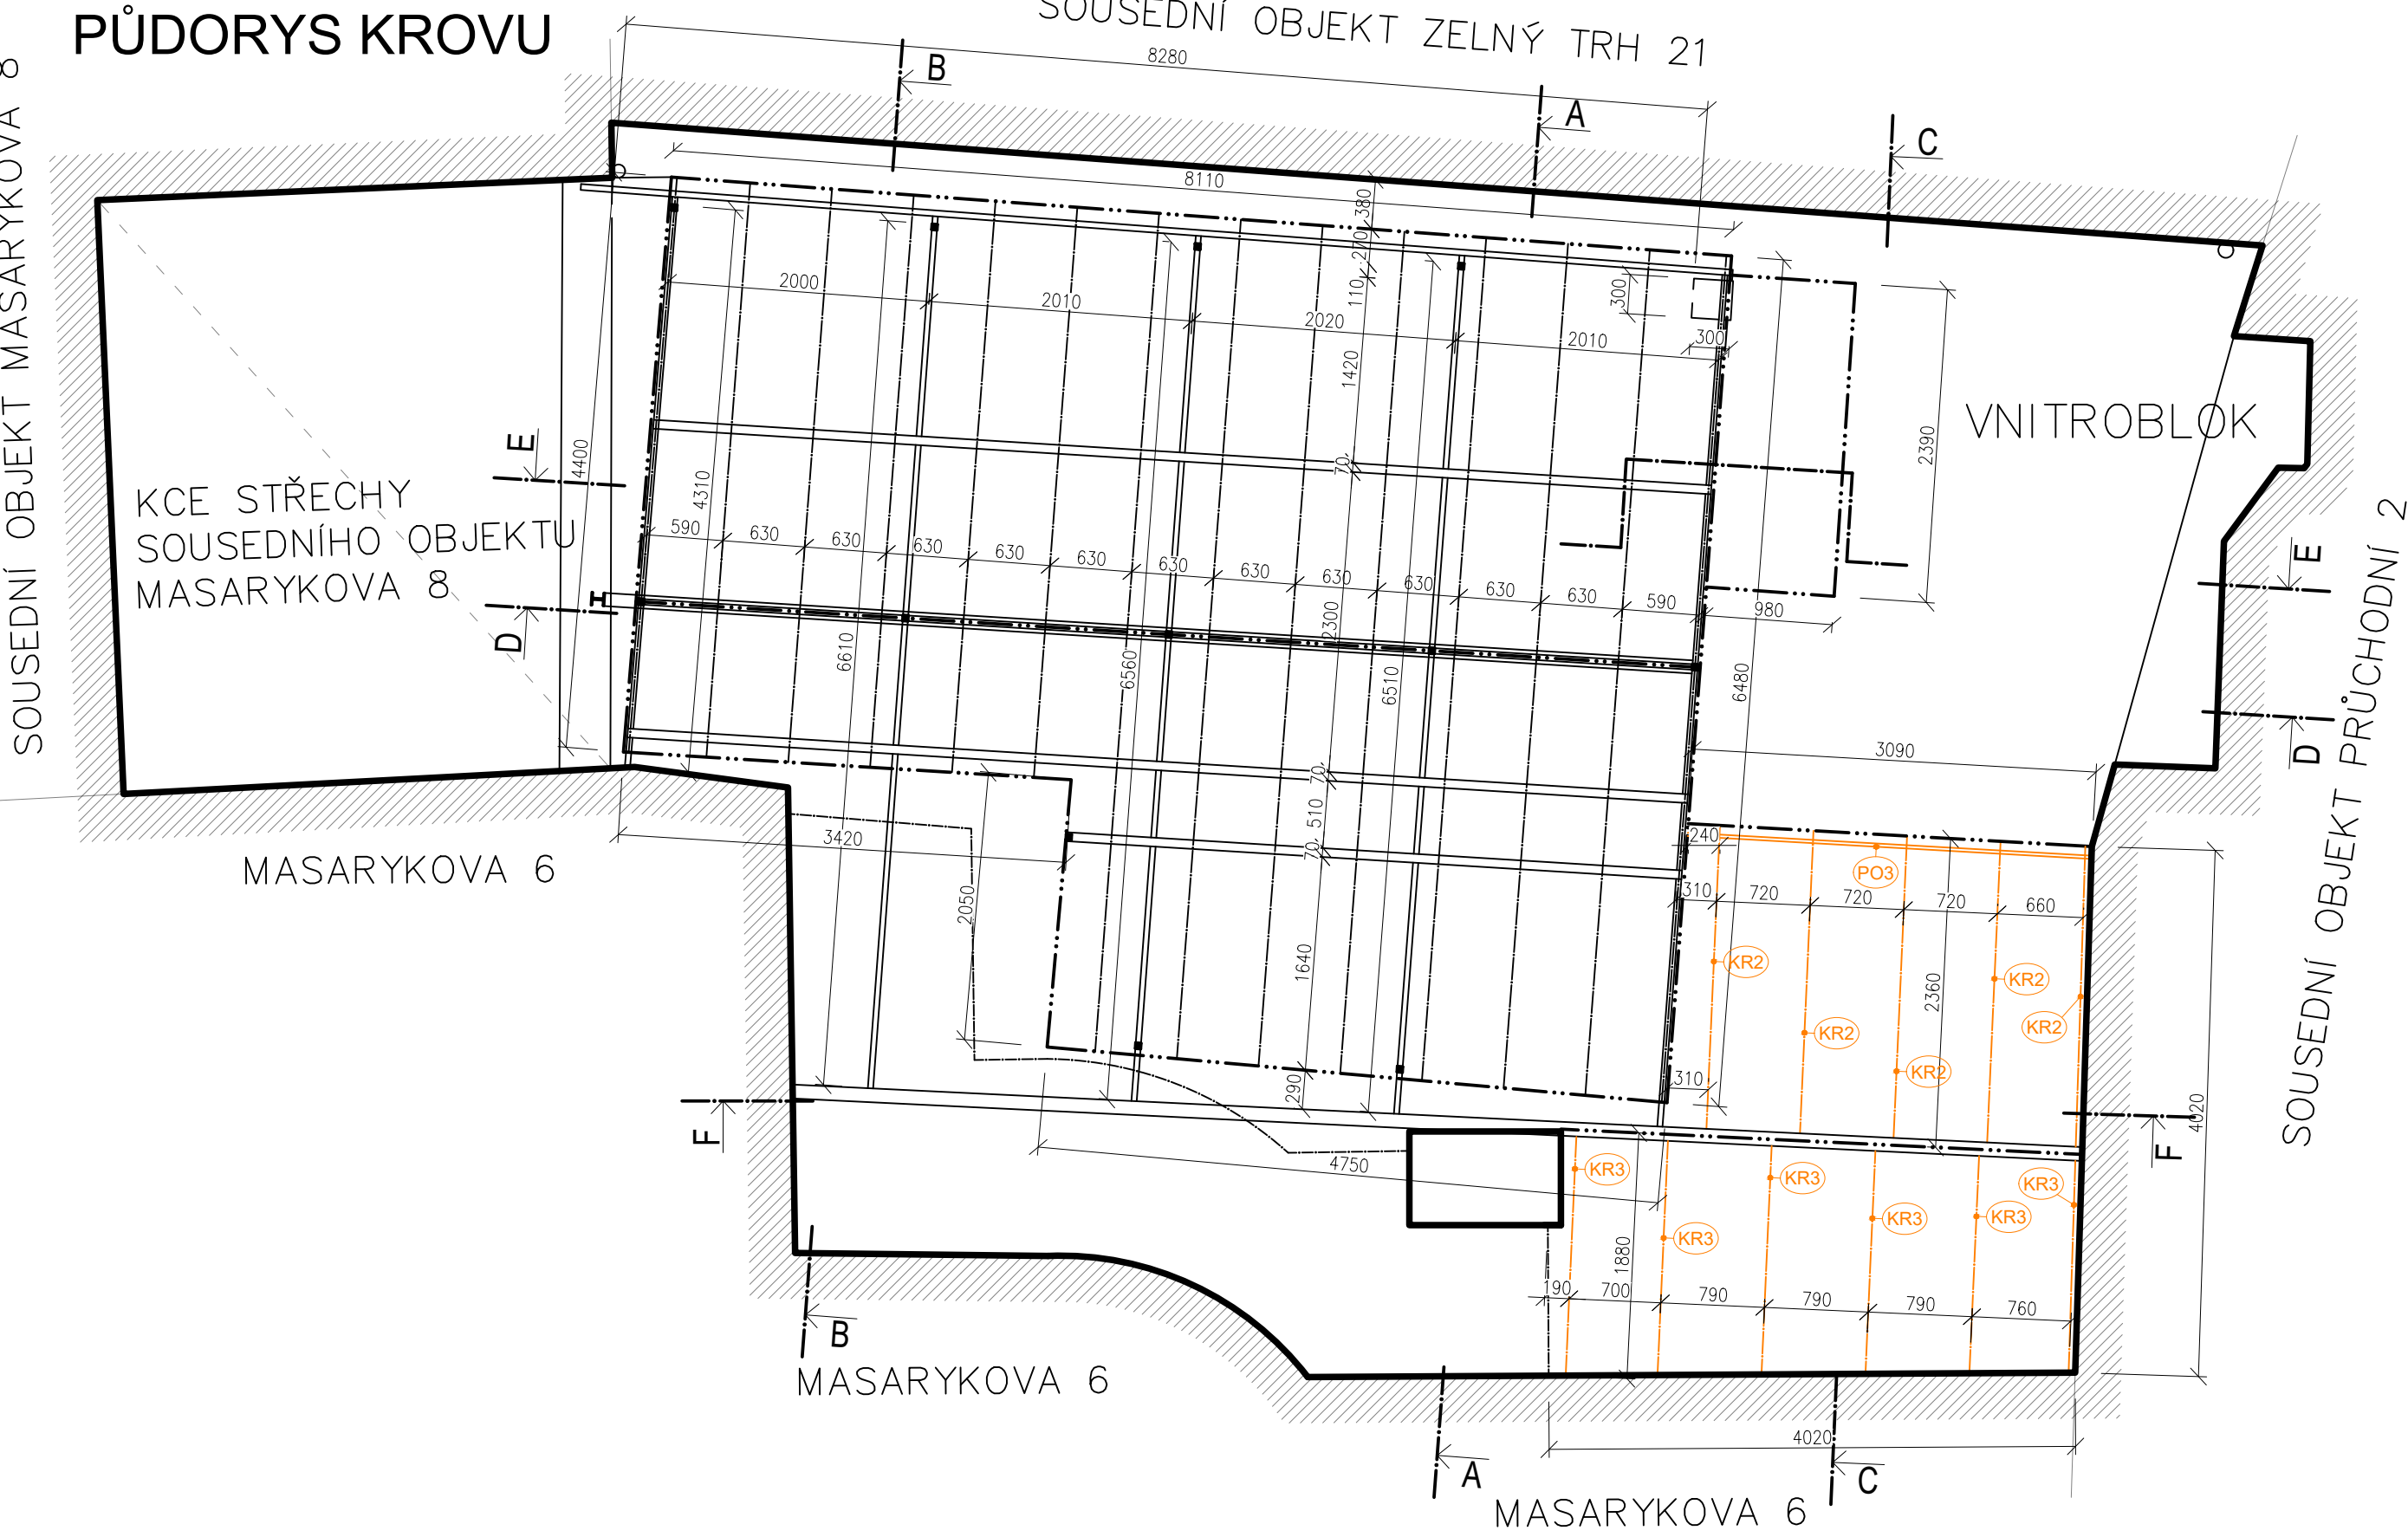 PŮDORYS KROVU
SOUSEDNÍ OBJEKT ZELNÝ TRH 21
SOUSEDNÍ OBJEKT MASARYKOVA 8
8280
B
A
C
8110
380
270
110
300
2000
2010
2020
2010
300
1420
2390
VNITROBLOK
E
4400
4310
70
KCE STŘECHY
SOUSEDNÍHO OBJEKTU
MASARYKOVA 8
590
630
630
630
630
630
630
630
630
630
630
630
590
980
E
D
6610
6560
2300
6510
6480
SOUSEDNÍ OBJEKT PRŮCHODNÍ 2
D
3090
70
510
70
240
3420
MASARYKOVA 6
2050
PO3
310
720
720
720
660
KR2
KR2
KR2
KR2
KR2
2360
1640
290
310
4020
F
F
4750
KR3
KR3
KR3
KR3
KR3
KR3
1880
190
700
790
790
790
760
B
MASARYKOVA 6
4020
A
C
MASARYKOVA 6